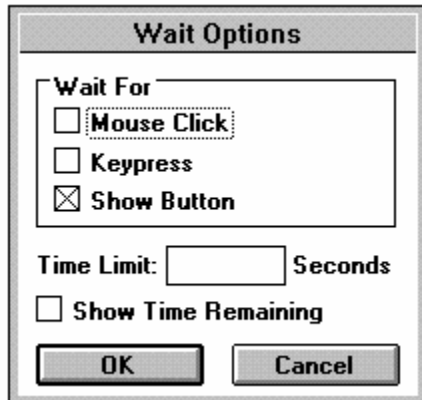 Wait Options
Wait For
Mouse Click
Keypress
Show Button
Time Limit: Seconds
Show Time Remaining
OK Cancel